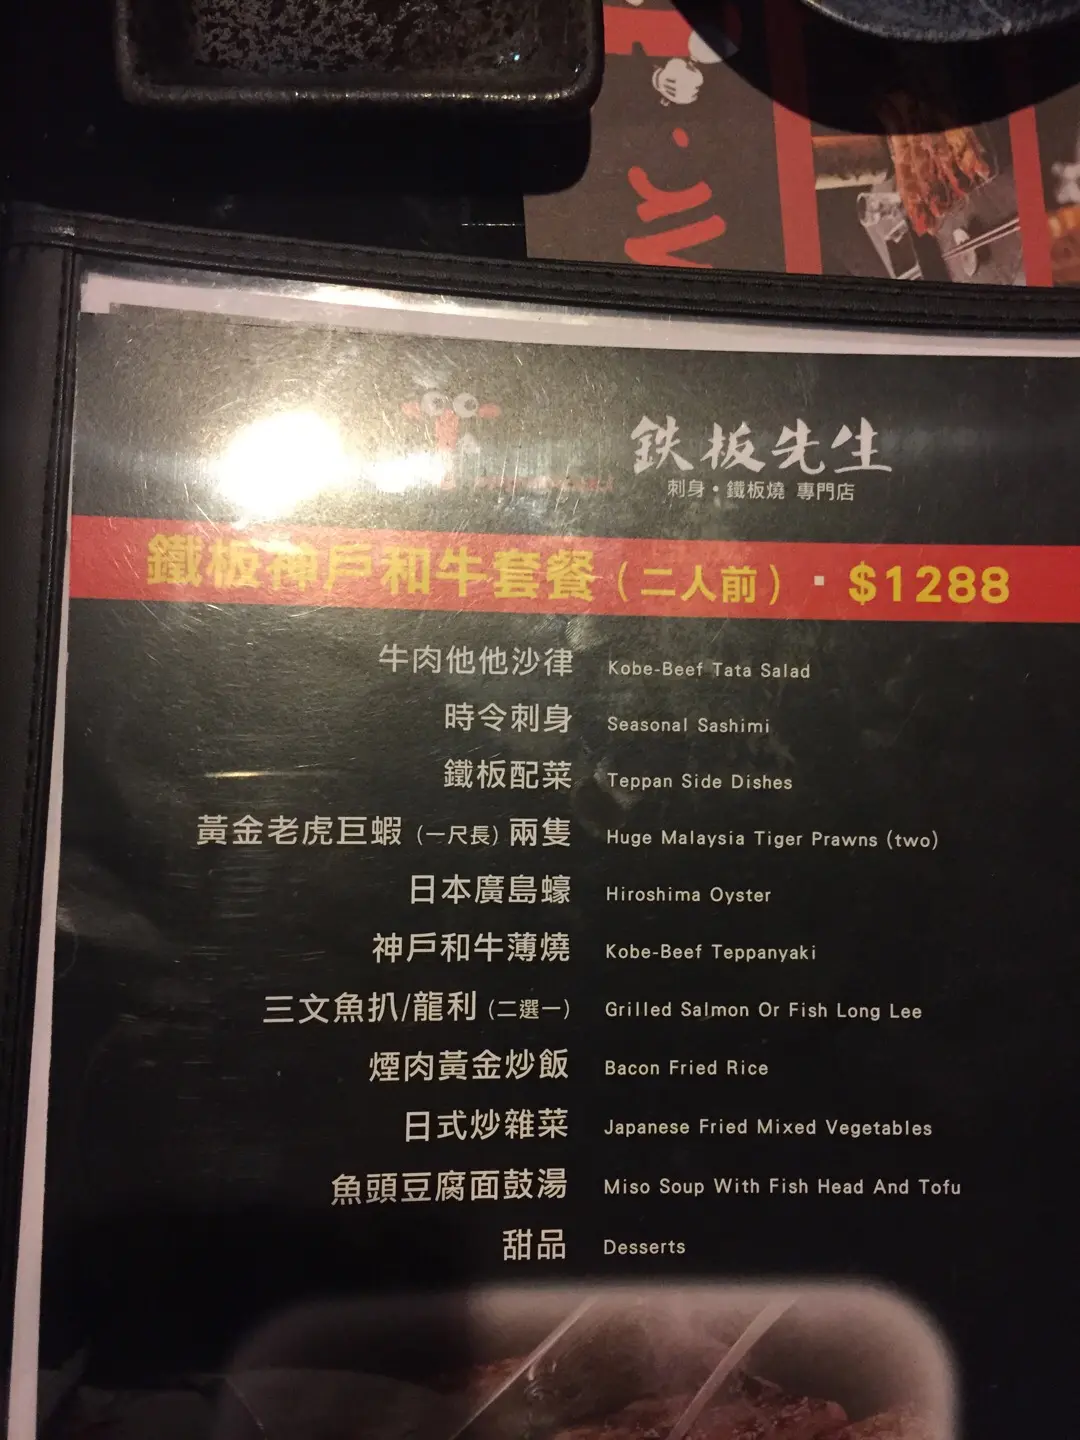 鉄板先生
刺身・鐵板燒 專門店
鐵板神戶和牛套餐（二人前）· $1288
牛肉他他沙律 Kobe-Beef Tata Salad
時令刺身 Seasonal Sashimi
鐵板配菜 Teppan Side Dishes
黃金老虎巨蝦（一尺長）兩隻 Huge Malaysia Tiger Prawns (two)
日本廣島蠔 Hiroshima Oyster
神戶和牛薄燒 Kobe-Beef Teppanyaki
三文魚扒/龍利（二選一） Grilled Salmon Or Fish Long Lee
煙肉黃金炒飯 Bacon Fried Rice
日式炒雜菜 Japanese Fried Mixed Vegetables
魚頭豆腐面鼓湯 Miso Soup With Fish Head And Tofu
甜品 Desserts